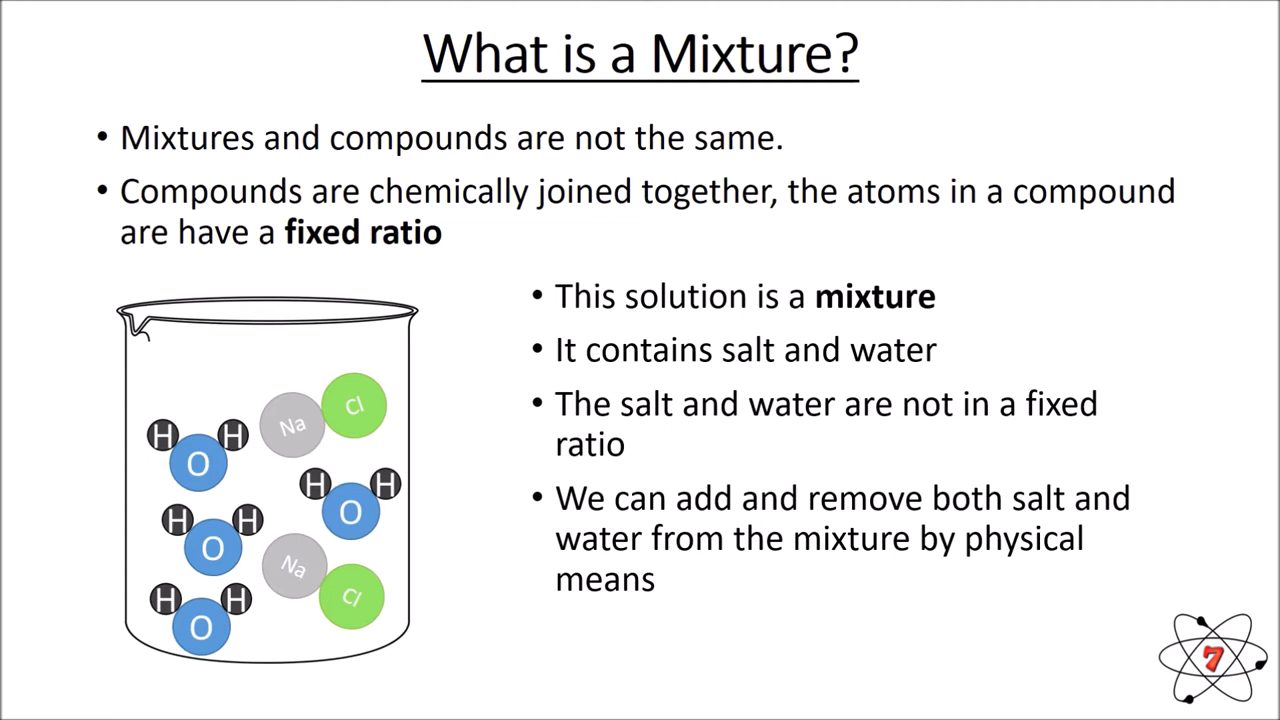 What is a Mixture?
• Mixtures and compounds are not the same.
• Compounds are chemically joined together, the atoms in a compound
are have a fixed ratio
• This solution is a mixture
• It contains salt and water
• The salt and water are not in a fixed
ratio
• We can add and remove both salt and
water from the mixture by physical
means
Na Cl
H H
O
H H
O
H H
O
Na Cl
H H
O
7